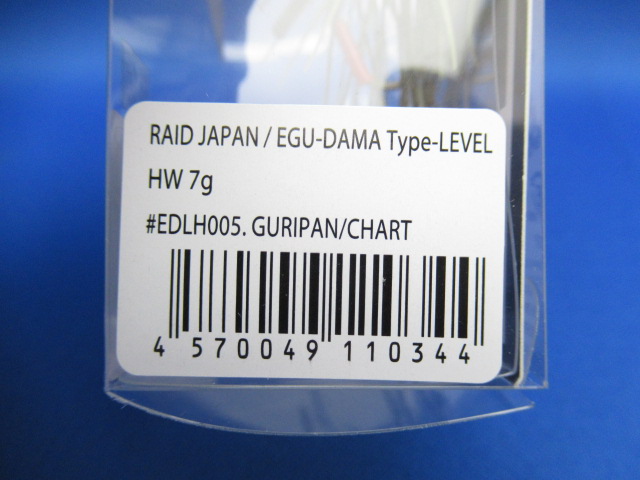 RAID JAPAN / EGU-DAMA Type-LEVEL
HW 7g
#EDLH005. GURIPAN/CHART
4 570049 110344